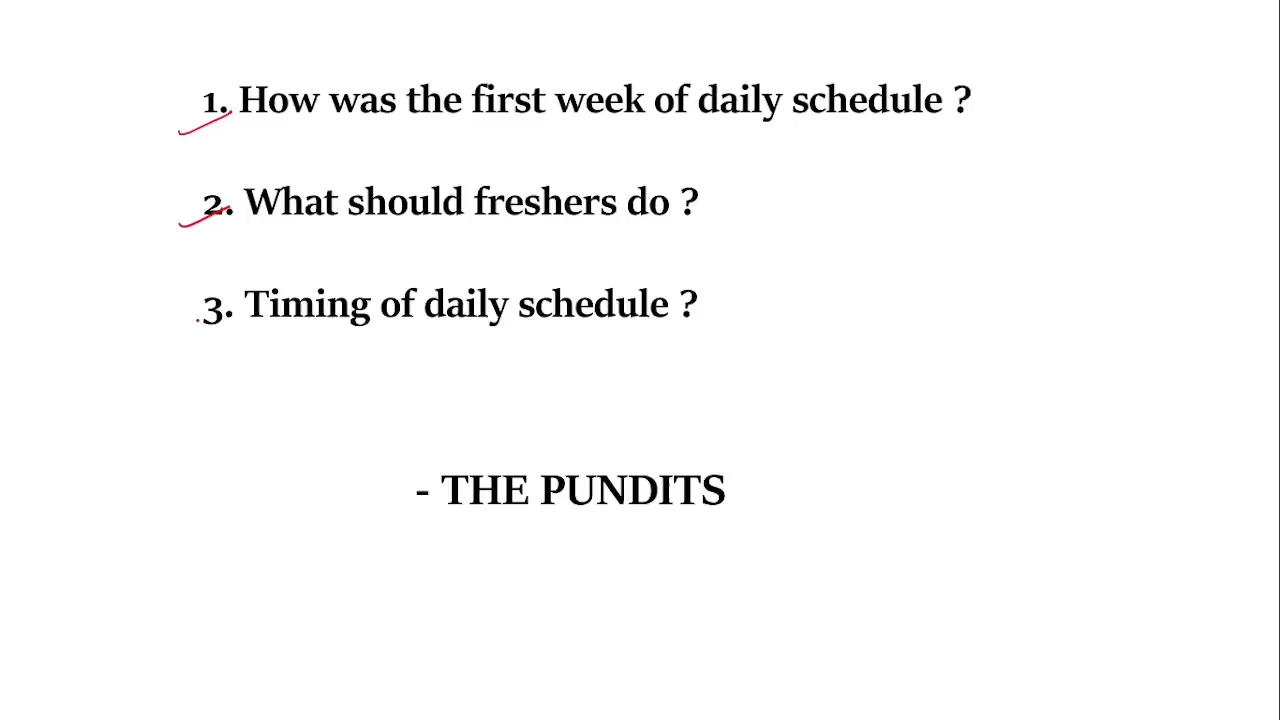 1. How was the first week of daily schedule ?
2. What should freshers do ?
3. Timing of daily schedule ?
- THE PUNDITS